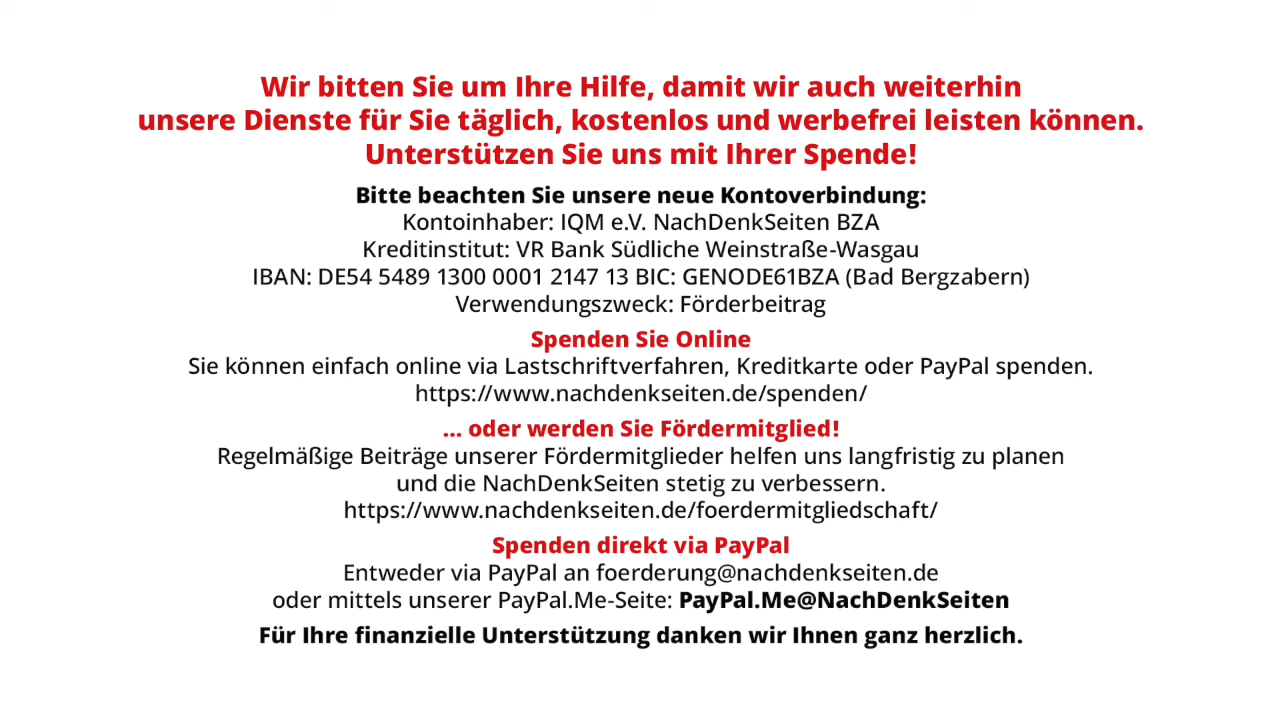 Wir bitten Sie um Ihre Hilfe, damit wir auch weiterhin
unsere Dienste für Sie täglich, kostenlos und werbefrei leisten können.
Unterstützen Sie uns mit Ihrer Spende!
Bitte beachten Sie unsere neue Kontoverbindung:
Kontoinhaber: IQM e.V. NachDenkSeiten BZA
Kreditinstitut: VR Bank Südliche Weinstraße-Wasgau
IBAN: DE54 5489 1300 0001 2147 13 BIC: GENODE61BZA (Bad Bergzabern)
Verwendungszweck: Förderbeitrag
Spenden Sie Online
Sie können einfach online via Lastschriftverfahren, Kreditkarte oder PayPal spenden.
https://www.nachdenkseiten.de/spenden/
... oder werden Sie Fördermitglied!
Regelmäßige Beiträge unserer Fördermitglieder helfen uns langfristig zu planen
und die NachDenkSeiten stetig zu verbessern.
https://www.nachdenkseiten.de/foerdermitgliedschaft/
Spenden direkt via PayPal
Entweder via PayPal an foerderung@nachdenkseiten.de
oder mittels unserer PayPal.Me-Seite: PayPal.Me@NachDenkSeiten
Für Ihre finanzielle Unterstützung danken wir Ihnen ganz herzlich.